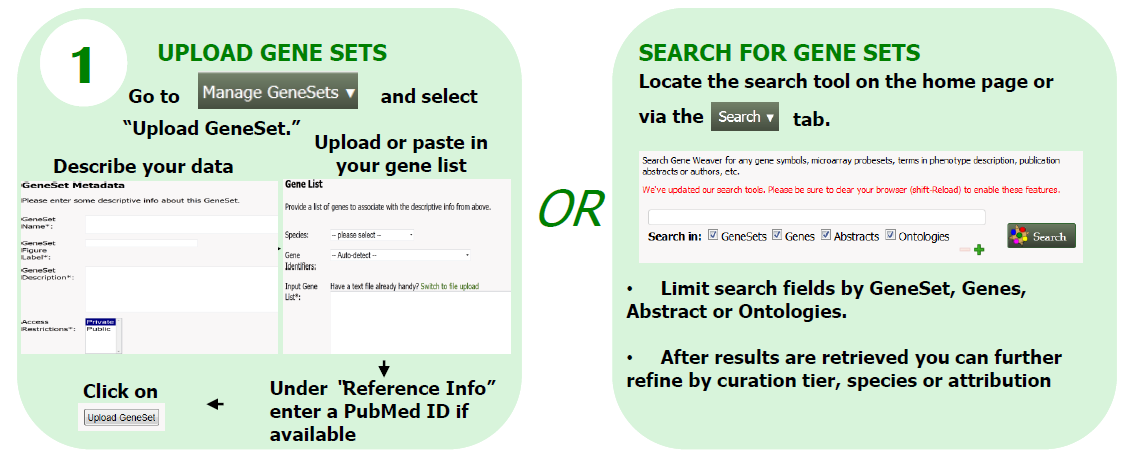 1
UPLOAD GENE SETS
Go to Manage GeneSets ▾ and select
“Upload GeneSet.”
Describe your data
GeneSet Metadata
Please enter some descriptive info about this GeneSet.
GeneSet
Name*:
GeneSet
Figure
Label*:
GeneSet
Description*:
Access
Restrictions*:
Private
Public
Upload or paste in
your gene list
Gene List
Provide a list of genes to associate with the descriptive info from above.
Species:
-- please select --
Gene
Identifiers:
-- Auto-detect --
Input Gene
List*:
Have a text file already handy? Switch to file upload
Under "Reference Info”
enter a PubMed ID if
available
Click on
Upload GeneSet
OR
SEARCH FOR GENE SETS
Locate the search tool on the home page or
via the Search ▾ tab.
Search Gene Weaver for any gene symbols, microarray probesets, terms in phenotype description, publication
abstracts or authors, etc.
We've updated our search tools. Please be sure to clear your browser (shift-Reload) to enable these features.
Search in: GeneSets Genes Abstracts Ontologies
Search
• Limit search fields by GeneSet, Genes,
Abstract or Ontologies.
• After results are retrieved you can further
refine by curation tier, species or attribution